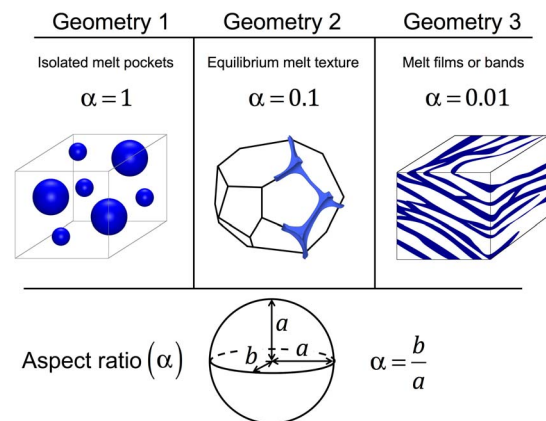 Geometry 1
Geometry 2
Geometry 3
Isolated melt pockets
Equilibrium melt texture
Melt films or bands
α = 1
α = 0.1
α = 0.01
Aspect ratio (α)
a
b
a
α = b/a